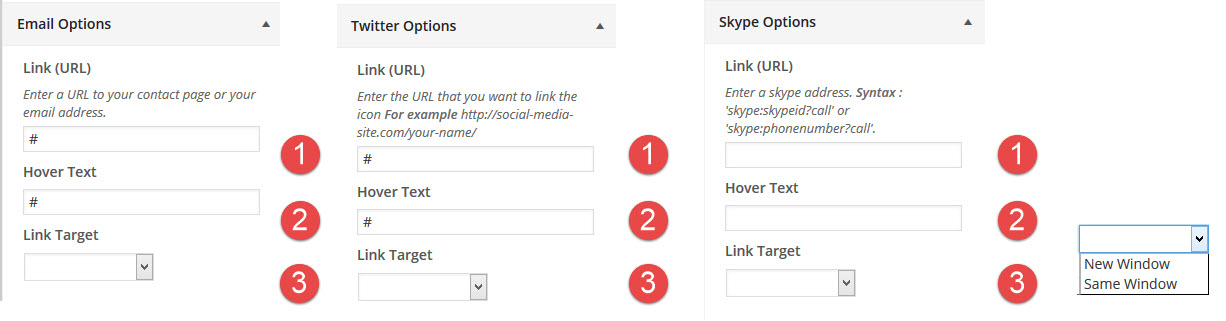 Email Options
Link (URL)
Enter a URL to your contact page or your
email address.
#
1
Hover Text
#
2
Link Target
3
Twitter Options
Link (URL)
Enter the URL that you want to link the
icon For example http://social-media-
site.com/your-name/
#
1
Hover Text
#
2
Link Target
3
Skype Options
Link (URL)
Enter a skype address. Syntax :
'skype:skypeid?call' or
'skype:phonenumber?call'.
1
Hover Text
2
Link Target
3
New Window
Same Window